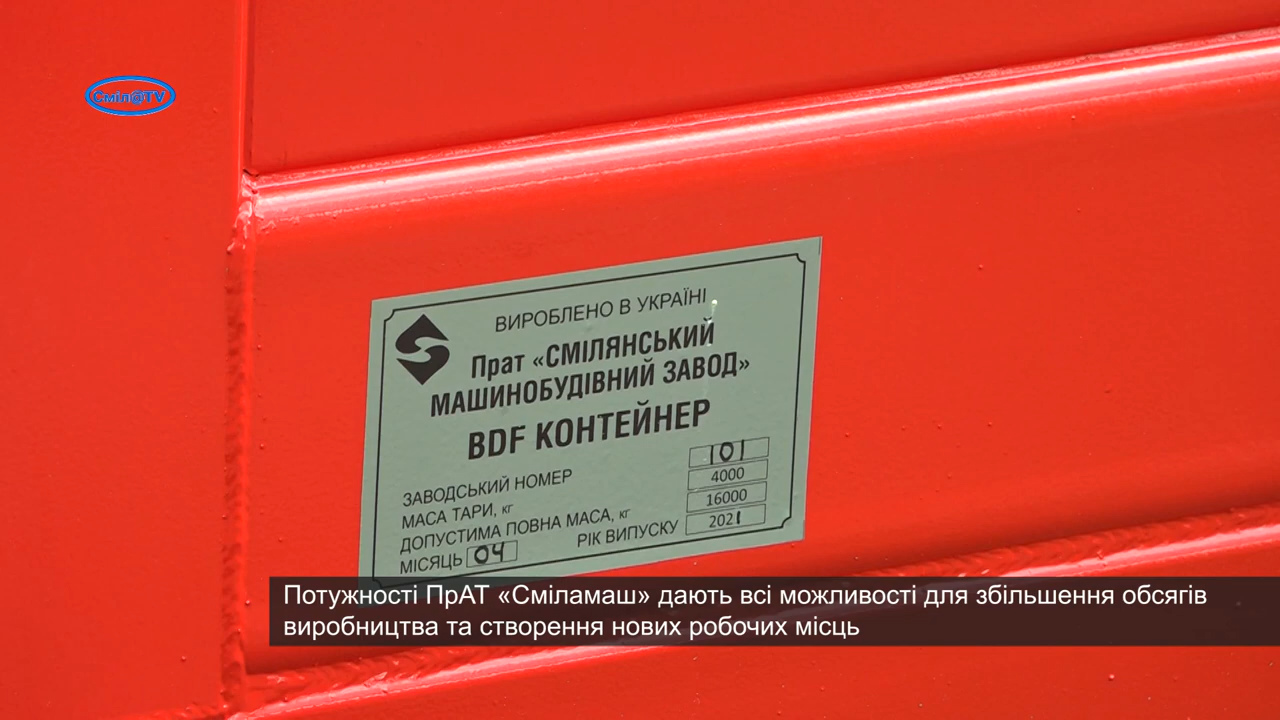 Сміл@TV
ВИРОБЛЕНО В УКРАЇНІ
Прат «СМІЛЯНСЬКИЙ
МАШИНОБУДІВНИЙ ЗАВОД»
BDF КОНТЕЙНЕР
ЗАВОДСЬКИЙ НОМЕР 101
МАСА ТАРИ, кг 4000
ДОПУСТИМА ПОВНА МАСА, кг 16000
МІСЯЦЬ 04 РІК ВИПУСКУ 2021
Потужності ПрАТ «Сміламаш» дають всі можливості для збільшення обсягів
виробництва та створення нових робочих місць